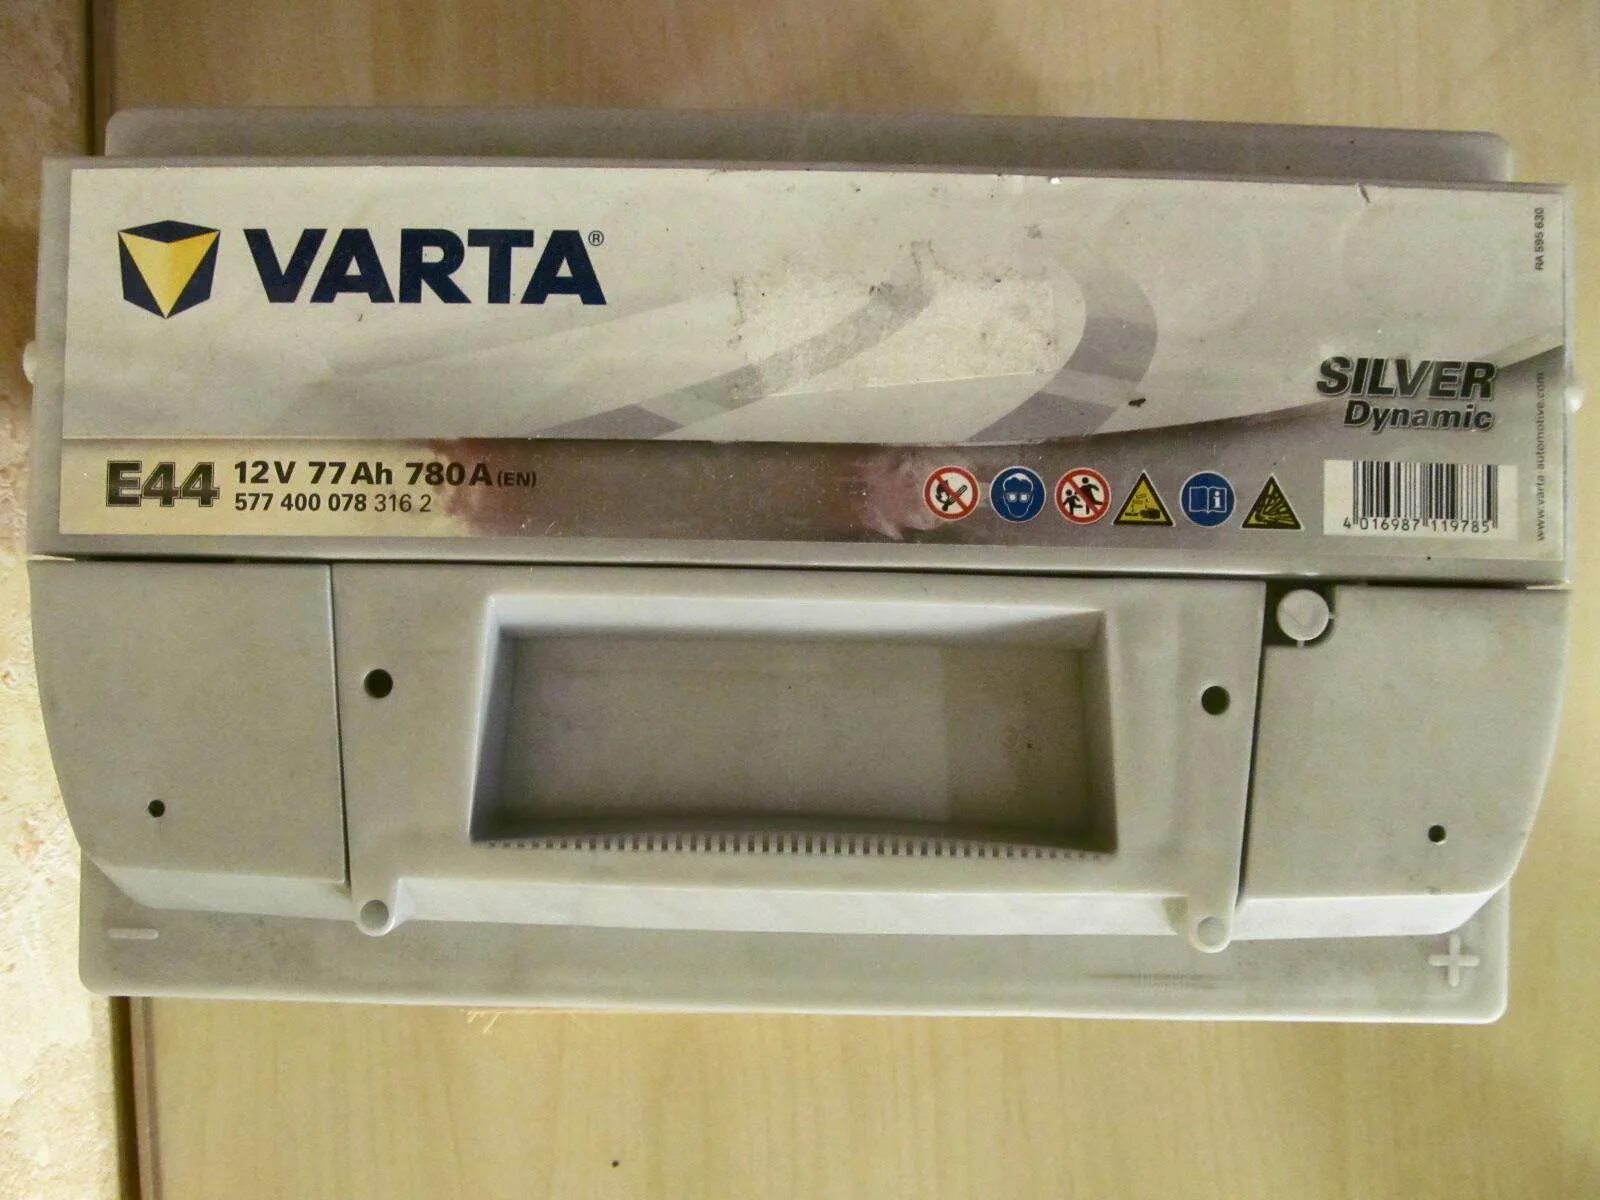 VARTA®
RA 595 630
SILVER
Dynamic
E44 12V 77Ah 780A (EN)
577 400 078 316 2
4 016987 119785
www.varta-automotive.com
−
+